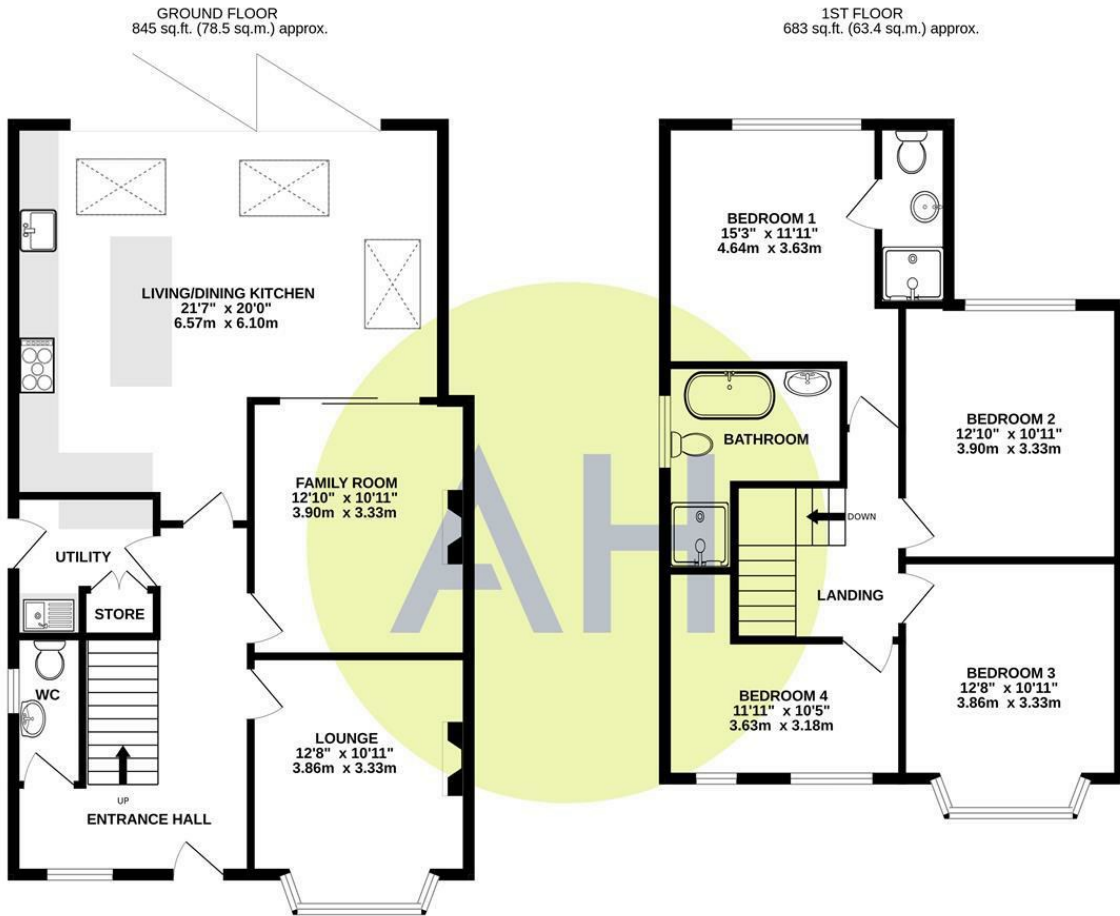 GROUND FLOOR
845 sq.ft. (78.5 sq.m.) approx.
LIVING/DINING KITCHEN
21'7" x 20'0"
6.57m x 6.10m
FAMILY ROOM
12'10" x 10'11"
3.90m x 3.33m
UTILITY
STORE
WC
LOUNGE
12'8" x 10'11"
3.86m x 3.33m
UP
ENTRANCE HALL
AH
1ST FLOOR
683 sq.ft. (63.4 sq.m.) approx.
BEDROOM 1
15'3" x 11'11"
4.64m x 3.63m
BEDROOM 2
12'10" x 10'11"
3.90m x 3.33m
BATHROOM
DOWN
LANDING
BEDROOM 3
12'8" x 10'11"
3.86m x 3.33m
BEDROOM 4
11'11" x 10'5"
3.63m x 3.18m